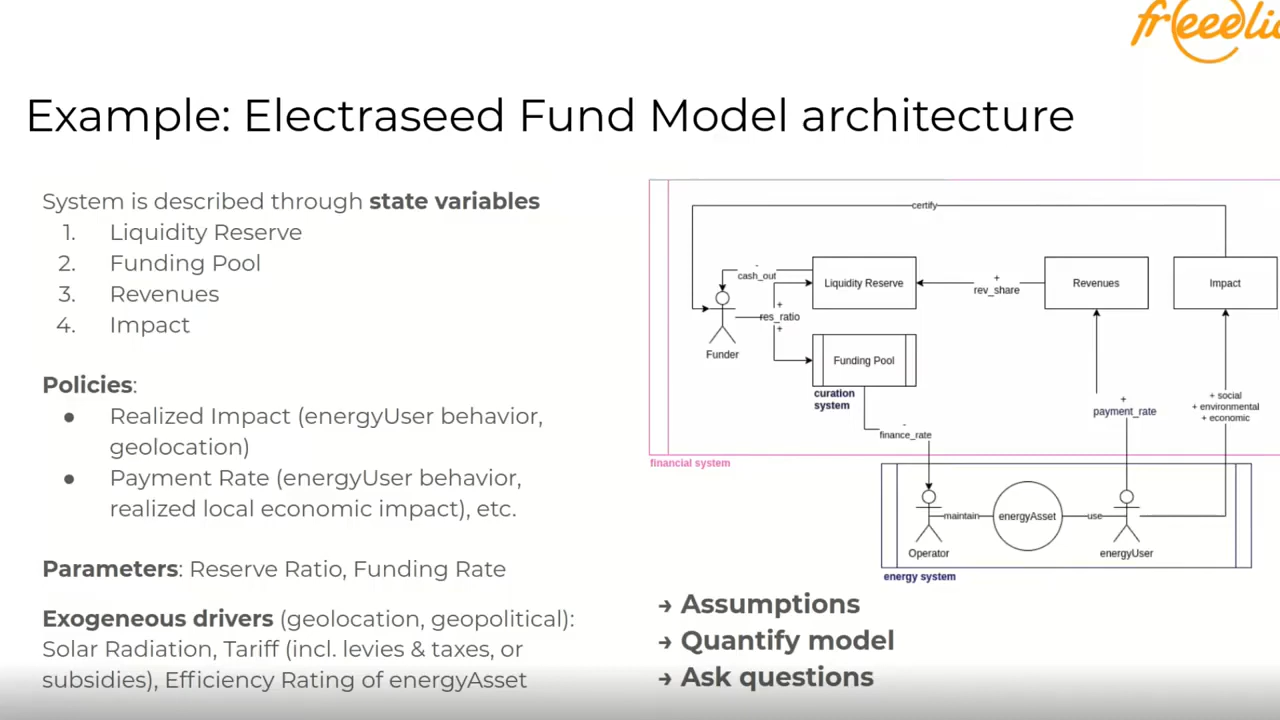 Example: Electraseed Fund Model architecture
System is described through state variables
1. Liquidity Reserve
2. Funding Pool
3. Revenues
4. Impact
Policies:
● Realized Impact (energyUser behavior,
geolocation)
● Payment Rate (energyUser behavior,
realized local economic impact), etc.
Parameters: Reserve Ratio, Funding Rate
Exogeneous drivers (geolocation, geopolitical):
Solar Radiation, Tariff (incl. levies & taxes, or
subsidies), Efficiency Rating of energyAsset
certify
-
cash_out
Liquidity Reserve
+
rev_share
Revenues
Impact
+
res_ratio
+
Funder
Funding Pool
curation
system
-
finance_rate
+
payment_rate
+ social
+ environmental
+ economic
financial system
maintain
energyAsset
use
Operator
energyUser
energy system
→ Assumptions
→ Quantify model
→ Ask questions